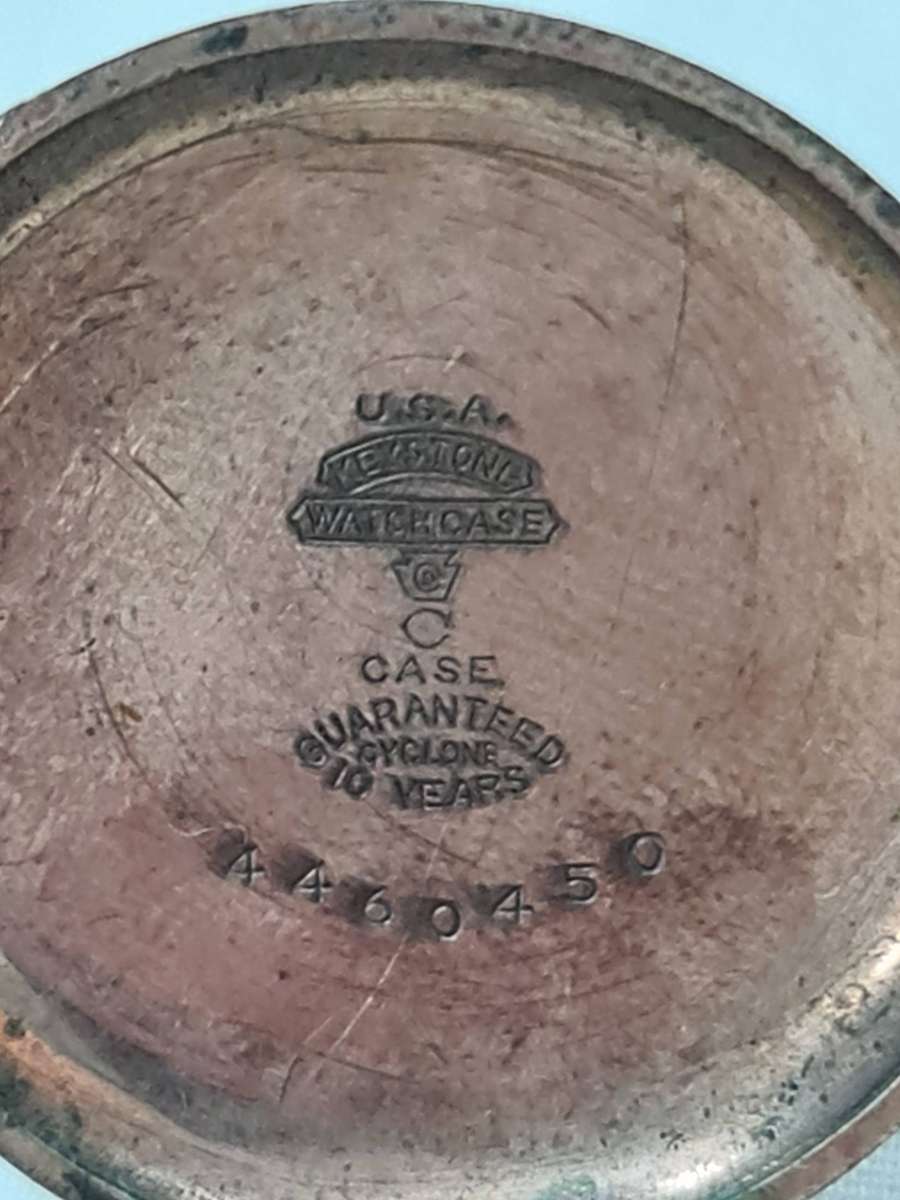 U.S.A.
KEYSTONE
WATCHCASE
C
CASE
GUARANTEED
CYCLONE
10 YEARS
4460450